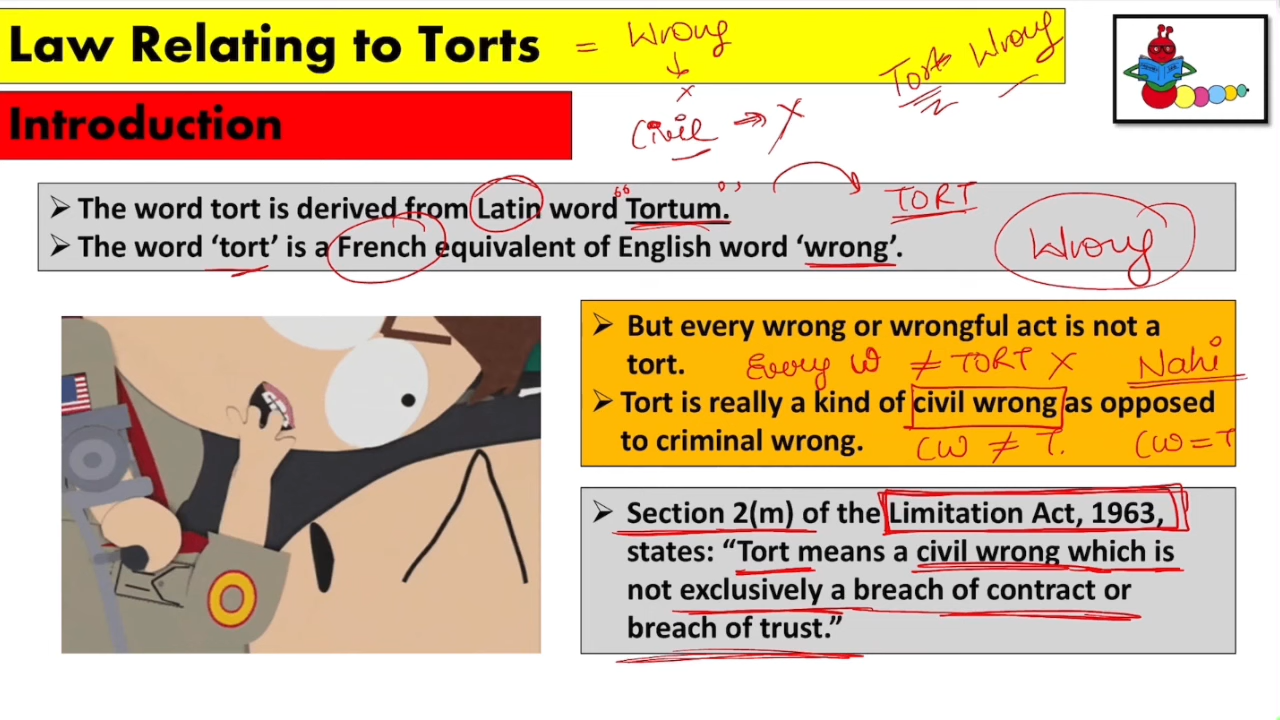 Law Relating to Torts = Wrong
Torts Wrong
Introduction
x
Civil → X
➢ The word tort is derived from Latin word Tortum.
TORT
➢ The word ‘tort’ is a French equivalent of English word ‘wrong’.
Wrong
➢ But every wrong or wrongful act is not a
tort.
Every W ≠ TORT X Nahi
➢ Tort is really a kind of civil wrong as opposed
to criminal wrong.
CW ≠ T. CW = T
➢ Section 2(m) of the Limitation Act, 1963,
states: “Tort means a civil wrong which is
not exclusively a breach of contract or
breach of trust.”